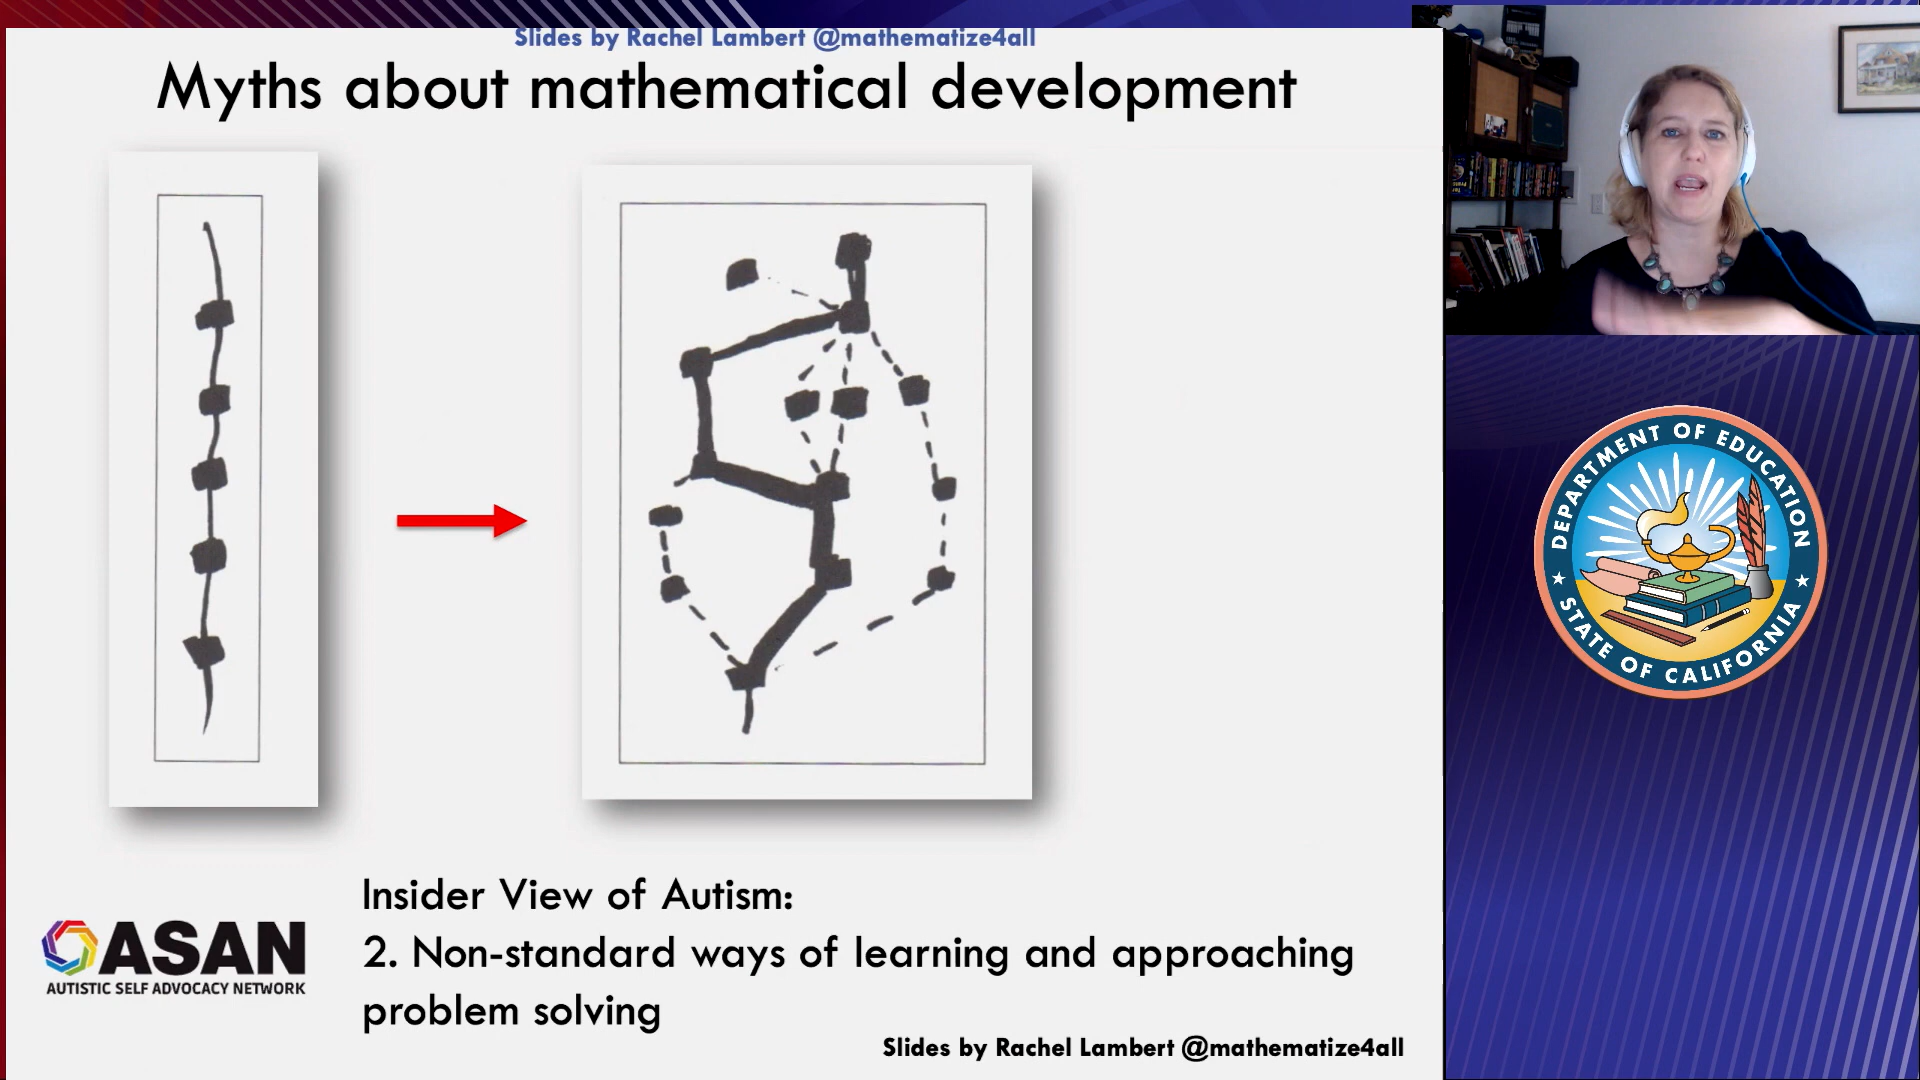 Slides by Rachel Lambert @mathematize4all
Myths about mathematical development
Insider View of Autism:
2. Non-standard ways of learning and approaching
problem solving
ASAN
AUTISTIC SELF ADVOCACY NETWORK
Slides by Rachel Lambert @mathematize4all
DEPARTMENT OF EDUCATION
STATE OF CALIFORNIA